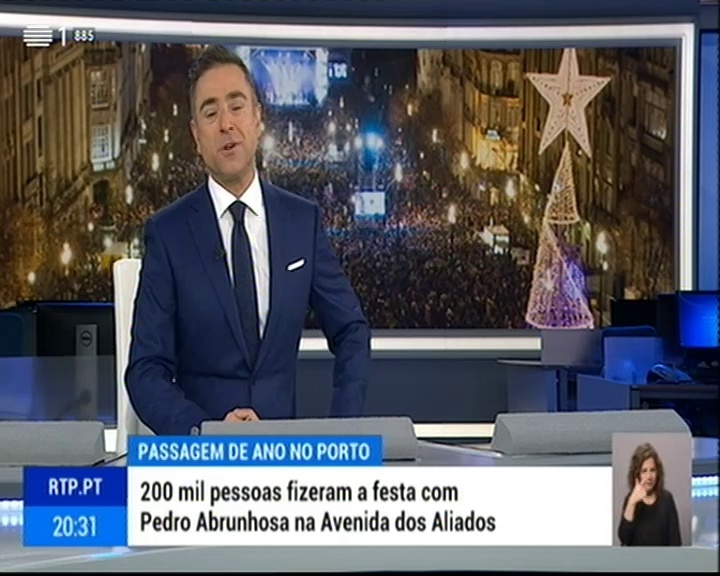 1 885
PASSAGEM DE ANO NO PORTO
RTP.PT
200 mil pessoas fizeram a festa com
20:31
Pedro Abrunhosa na Avenida dos Aliados
DELL